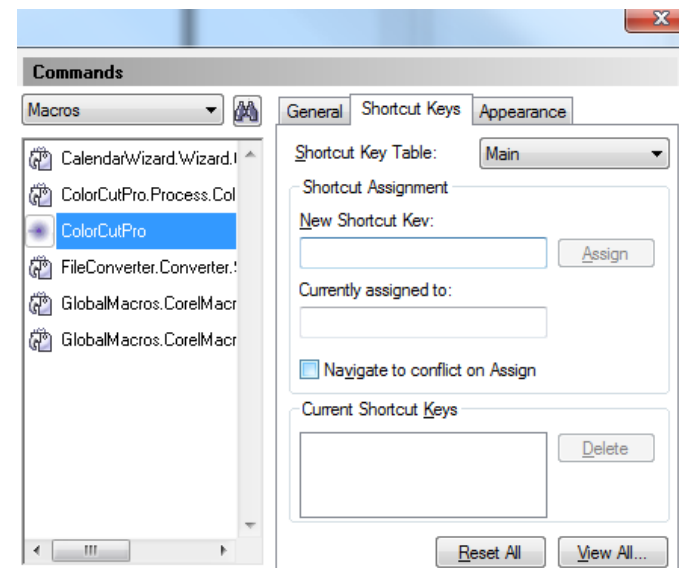 Commands
Macros
General
Shortcut Keys
Appearance
CalendarWizard.Wizard.
ColorCutPro.Process.Col
ColorCutPro
FileConverter.Converter.
GlobalMacros.CorelMacr
GlobalMacros.CorelMacr
Shortcut Key Table:
Main
Shortcut Assignment
New Shortcut Key:
Assign
Currently assigned to:
Navigate to conflict on Assign
Current Shortcut Keys
Delete
Reset All
View All...